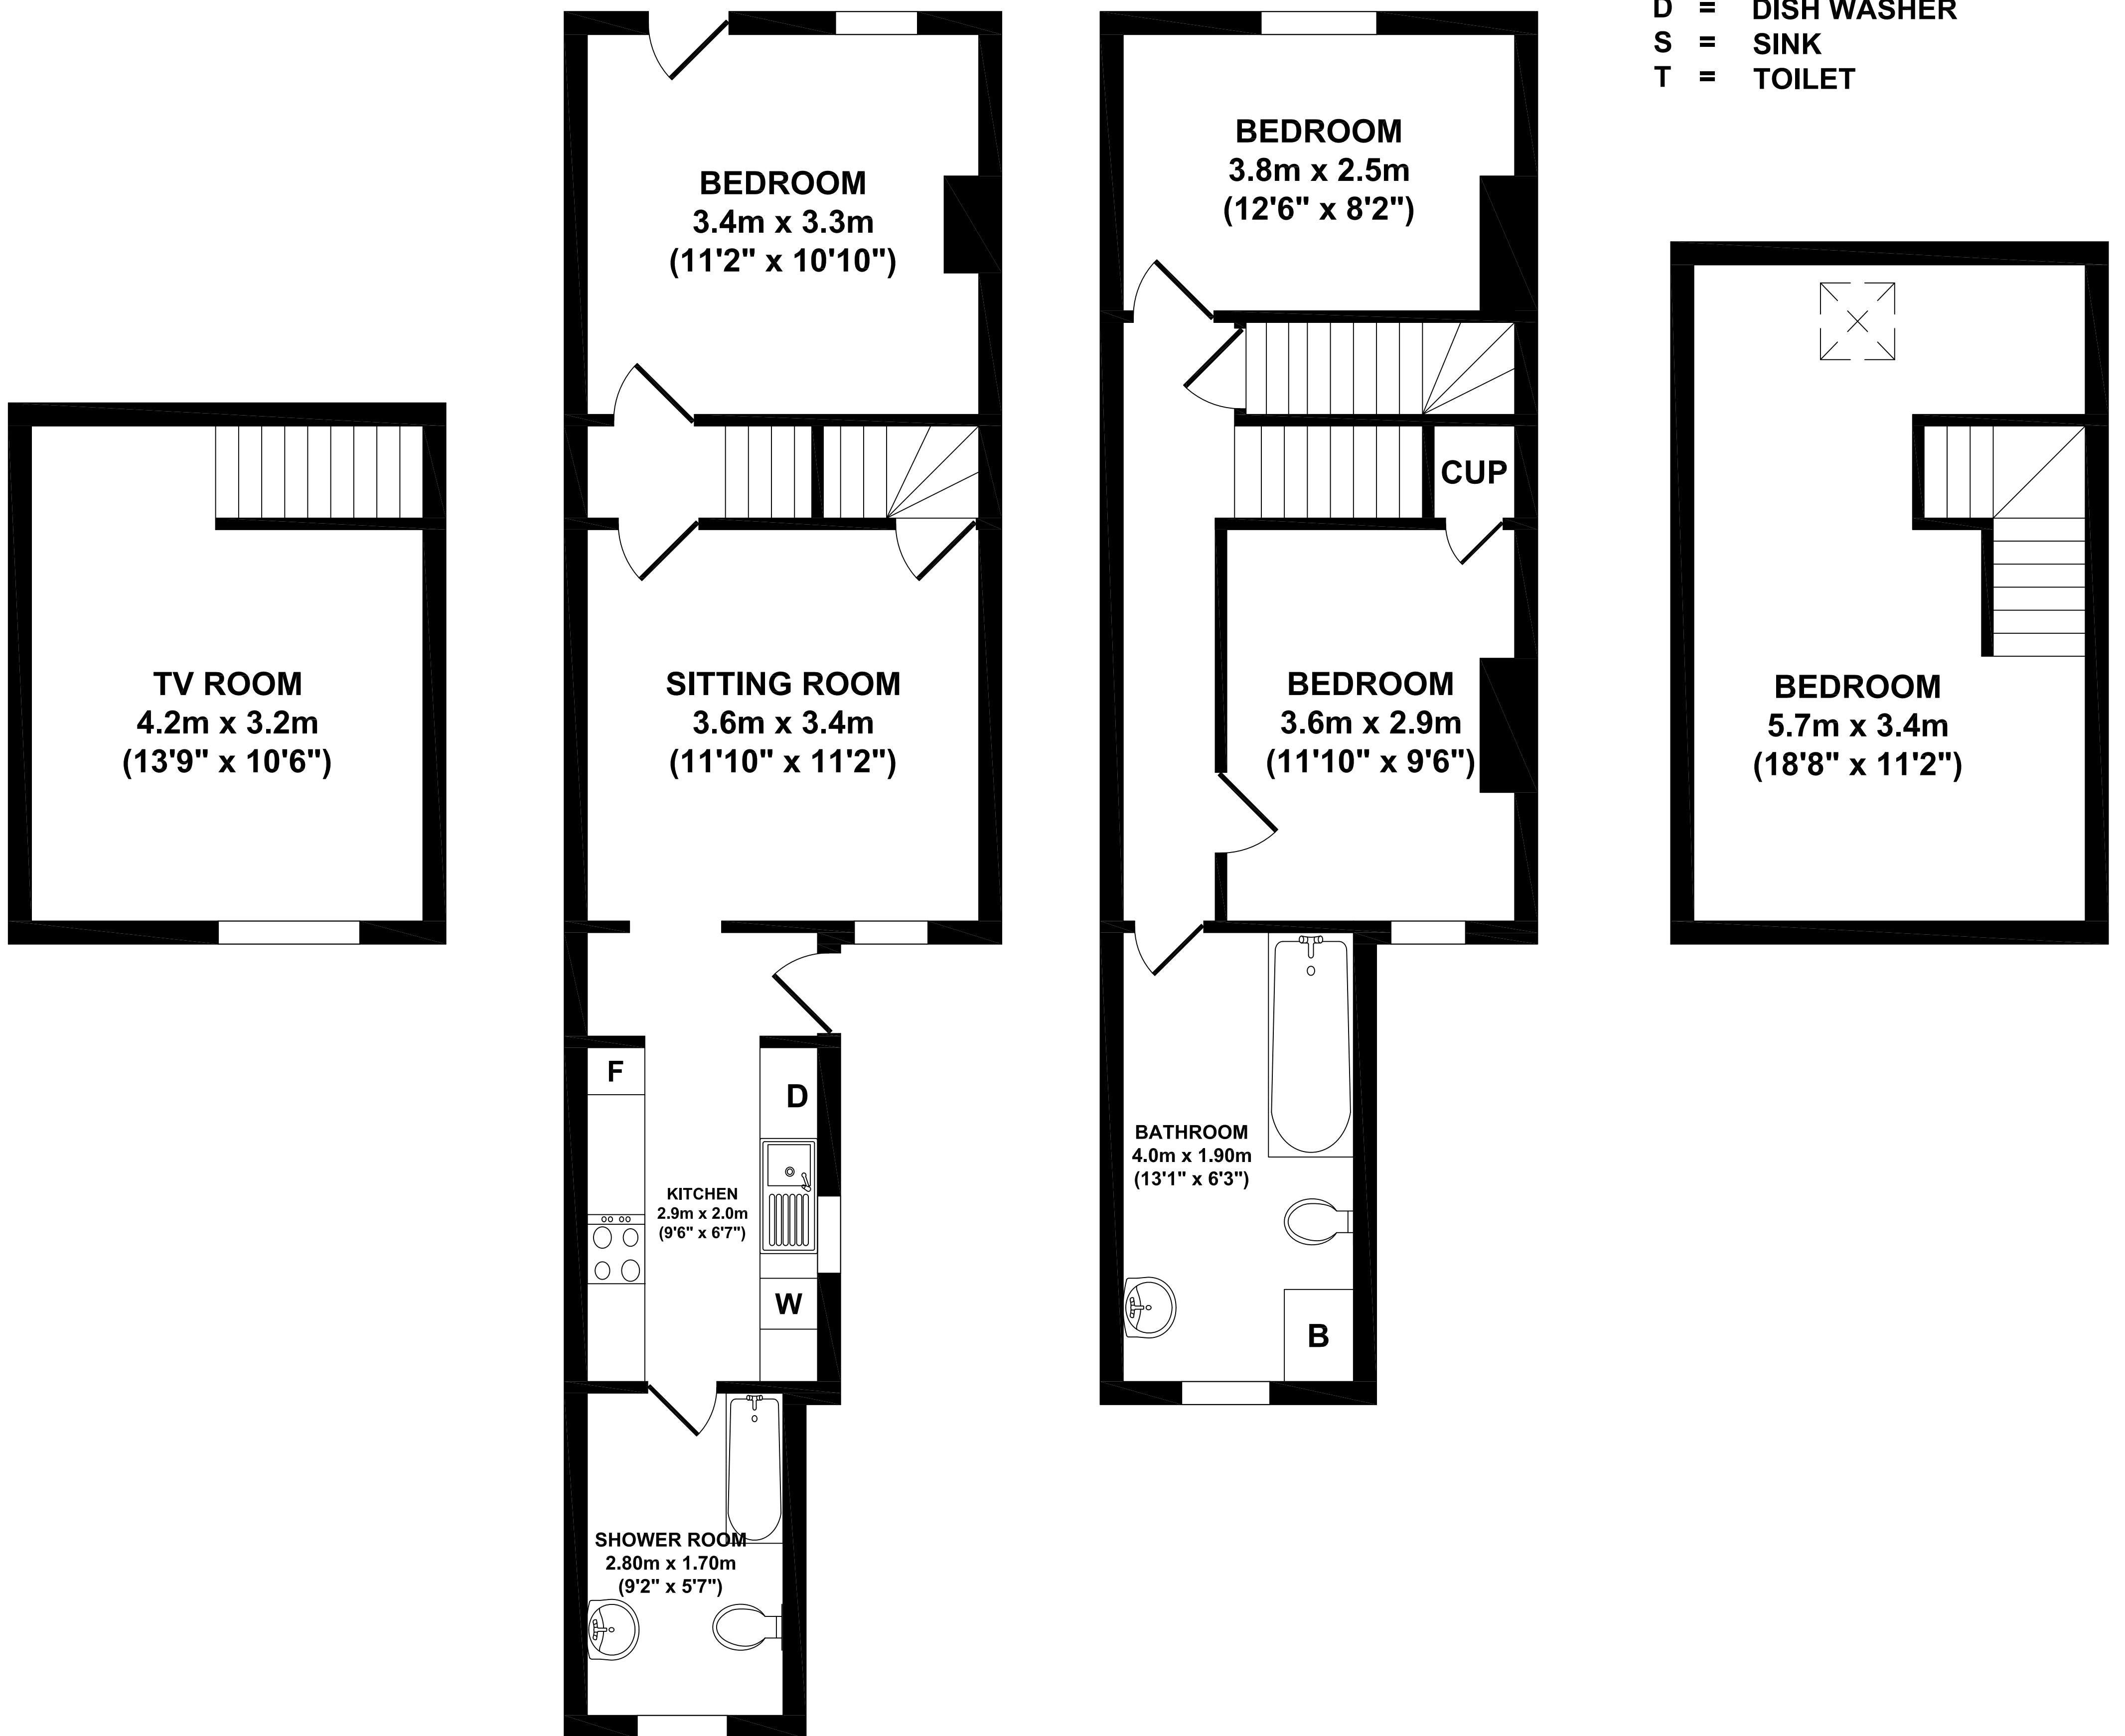 D = DISH WASHER
S = SINK
T = TOILET
TV ROOM
4.2m x 3.2m
(13'9" x 10'6")
BEDROOM
3.4m x 3.3m
(11'2" x 10'10")
SITTING ROOM
3.6m x 3.4m
(11'10" x 11'2")
F
D
KITCHEN
2.9m x 2.0m
(9'6" x 6'7")
W
SHOWER ROOM
2.80m x 1.70m
(9'2" x 5'7")
BEDROOM
3.8m x 2.5m
(12'6" x 8'2")
CUP
BEDROOM
3.6m x 2.9m
(11'10" x 9'6")
BATHROOM
4.0m x 1.90m
(13'1" x 6'3")
B
BEDROOM
5.7m x 3.4m
(18'8" x 11'2")